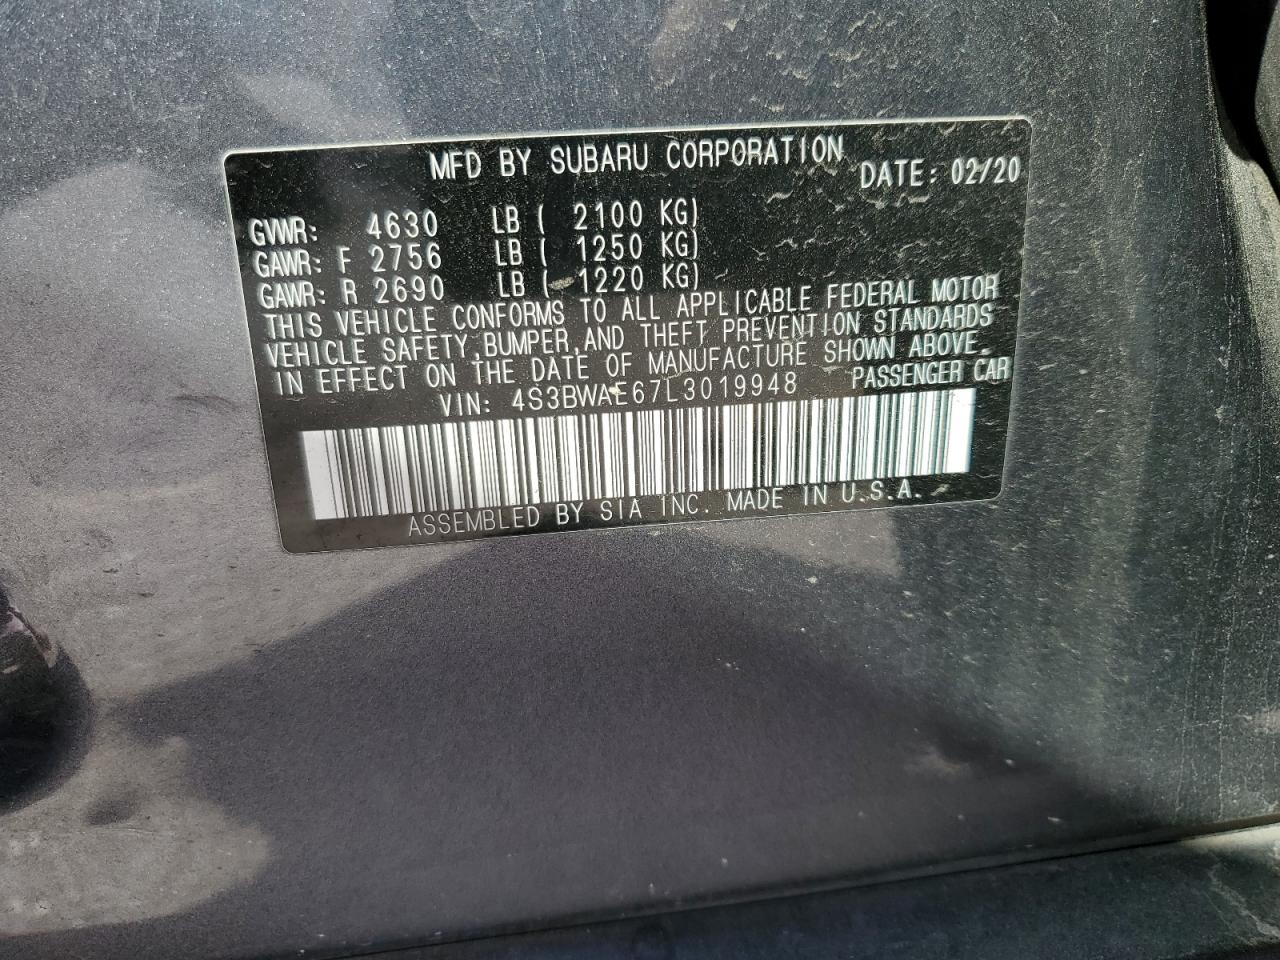 MFD BY SUBARU CORPORATION DATE: 02/20
GVWR: 4630 LB ( 2100 KG)
GAWR: F 2756 LB ( 1250 KG)
GAWR: R 2690 LB ( 1220 KG)
THIS VEHICLE CONFORMS TO ALL APPLICABLE FEDERAL MOTOR
VEHICLE SAFETY, BUMPER, AND THEFT PREVENTION STANDARDS
IN EFFECT ON THE DATE OF MANUFACTURE SHOWN ABOVE.
VIN: 4S3BWAE67L3019948 PASSENGER CAR
ASSEMBLED BY SIA INC. MADE IN U.S.A.